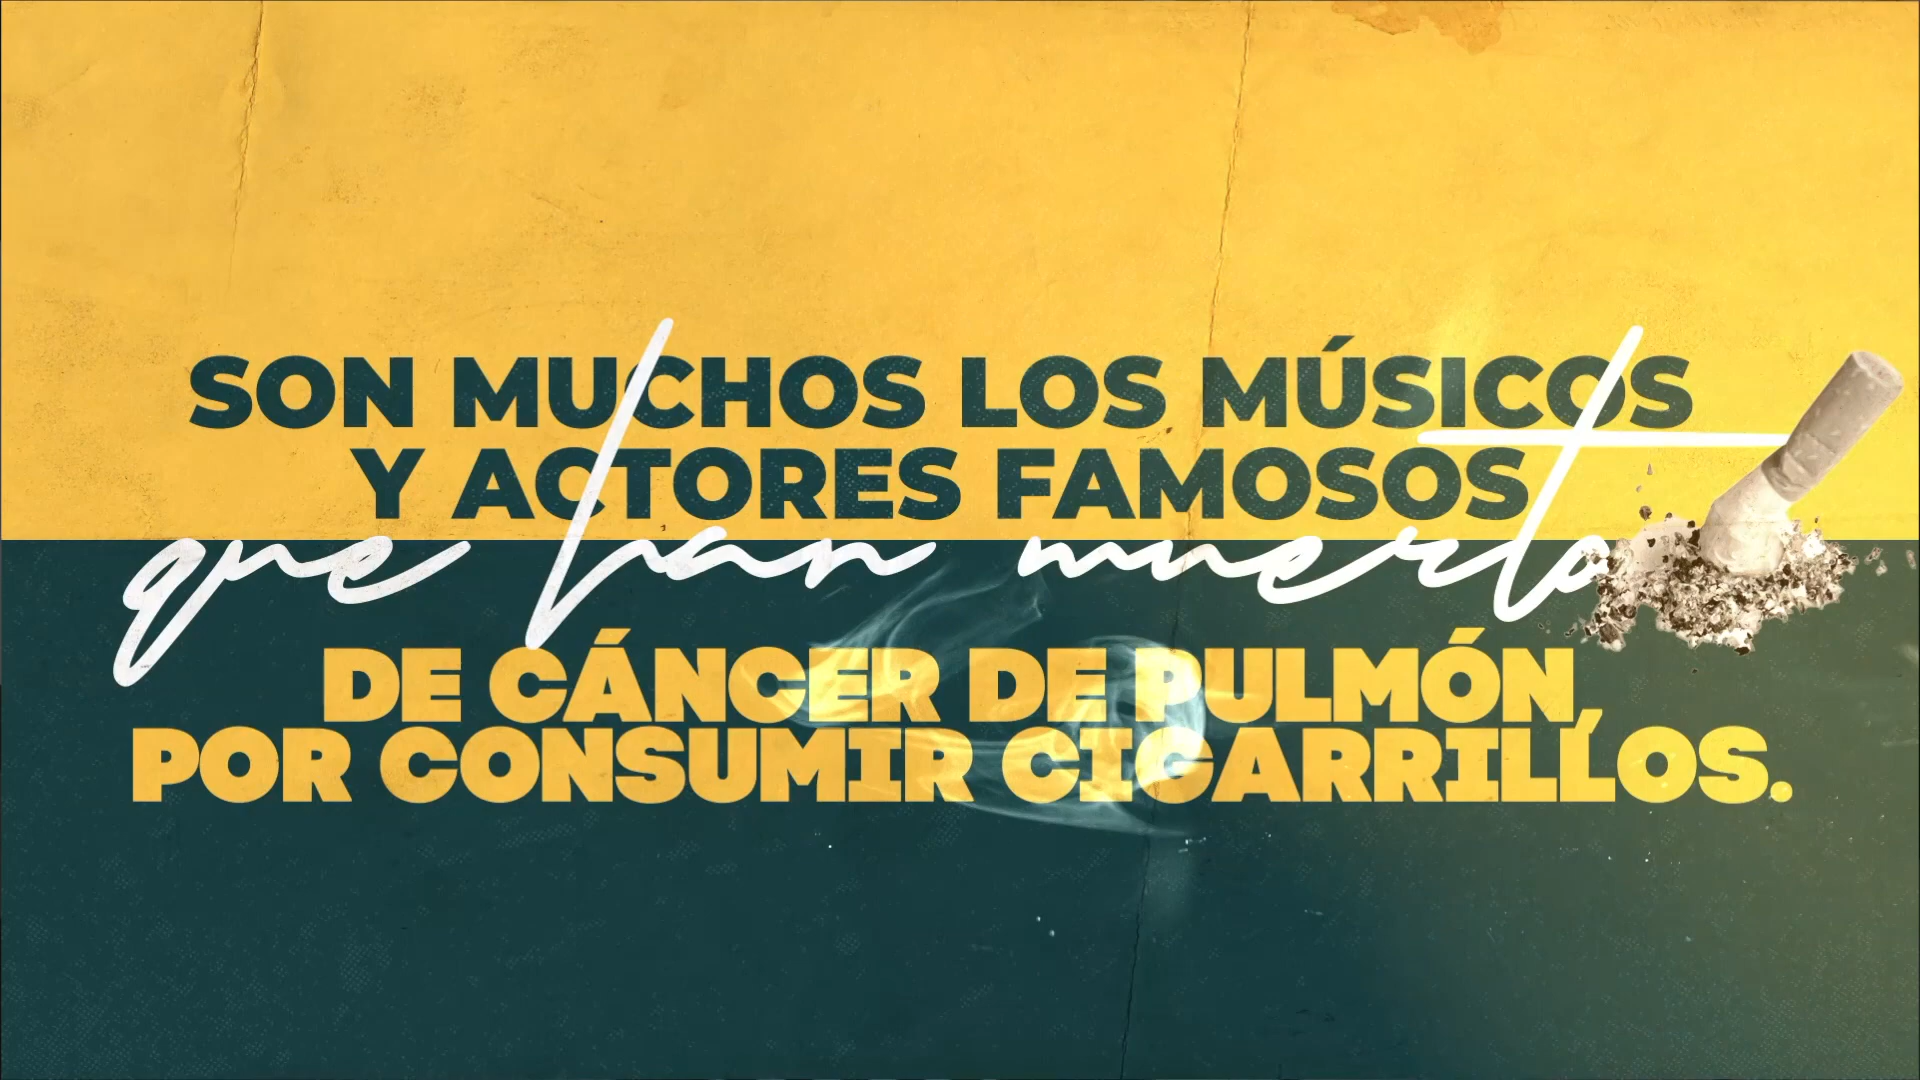 SON MUCHOS LOS MÚSICOS
Y ACTORES FAMOSOS
que han muerto
DE CÁNCER DE PULMÓN,
POR CONSUMIR CIGARRILLOS.